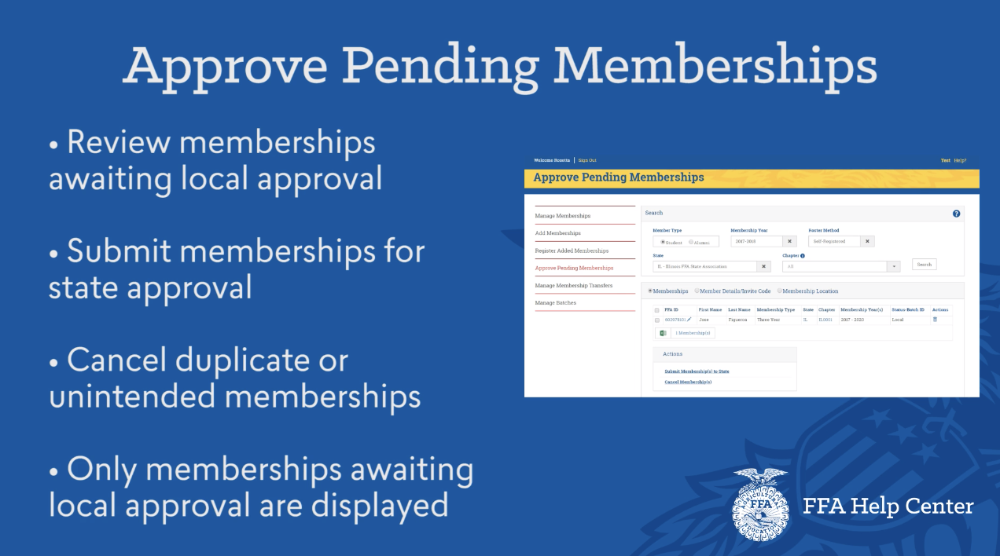 Approve Pending Memberships
• Review memberships
awaiting local approval
• Submit memberships for
state approval
• Cancel duplicate or
unintended memberships
• Only memberships awaiting
local approval are displayed
Welcome Rosetta | Sign Out
Test Help?
Approve Pending Memberships
Manage Memberships
Add Memberships
Register Added Memberships
Approve Pending Memberships
Manage Membership Transfers
Manage Batches
Search
Member Type Membership Year Roster Method
Student Alumni 2017-2018 Self-Registered
State Chapter
IL - Illinois FFA State Association All Search
Memberships Member Details/Invite Code Membership Location
FFA ID First Name Last Name Membership Type State Chapter Membership Year(s) Status-Batch ID Actions
602978101 Jose Figueroa Three Year IL IL0001 2017 - 2020 Local
1 Membership(s)
Actions
Submit Membership(s) to State
Cancel Membership(s)
FFA
EDUCATION
FFA Help Center